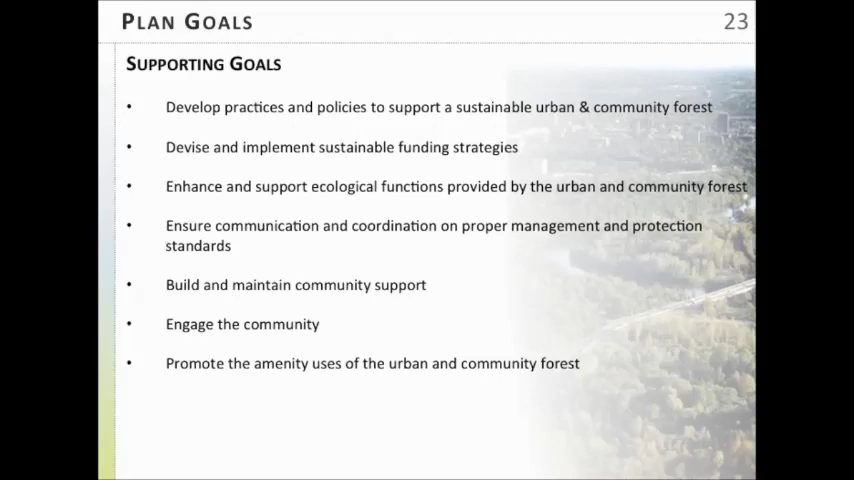 PLAN GOALS
23
SUPPORTING GOALS
• Develop practices and policies to support a sustainable urban & community forest
• Devise and implement sustainable funding strategies
• Enhance and support ecological functions provided by the urban and community forest
• Ensure communication and coordination on proper management and protection
standards
• Build and maintain community support
• Engage the community
• Promote the amenity uses of the urban and community forest